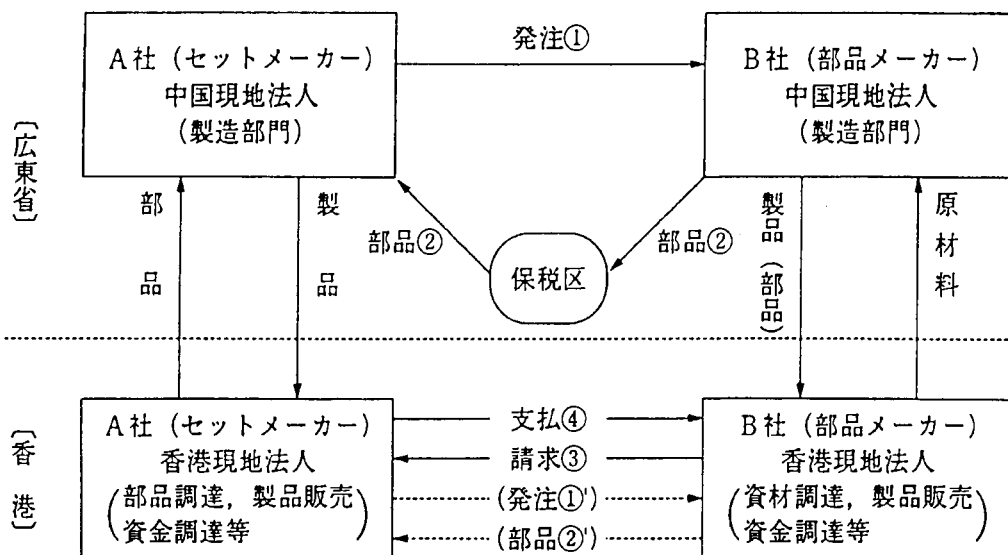 A社（セットメーカー）
中国現地法人
（製造部門）
発注①
B社（部品メーカー）
中国現地法人
（製造部門）
〔広東省〕
部品
製品
部品②
保税区
部品②
製品（部品）
原材料
〔香港〕
A社（セットメーカー）
香港現地法人
（部品調達，製品販売
資金調達等）
支払④
請求③
（発注①'）
（部品②'）
B社（部品メーカー）
香港現地法人
（資材調達，製品販売
資金調達等）